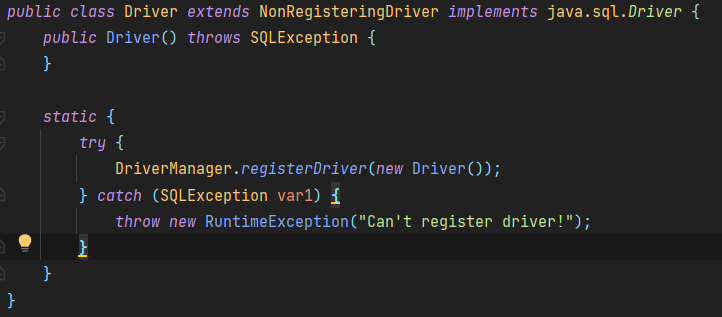 public class Driver extends NonRegisteringDriver implements java.sql.Driver {
    public Driver() throws SQLException {
    }
    static {
        try {
            DriverManager.registerDriver(new Driver());
        } catch (SQLException var1) {
            throw new RuntimeException("Can't register driver!");
        }
    }
}